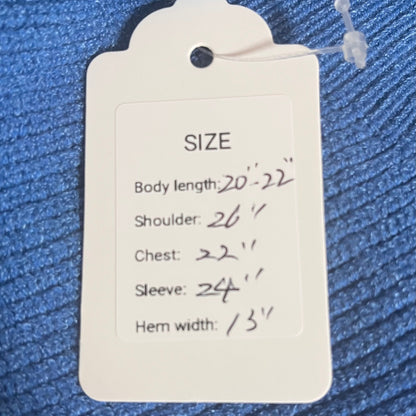 SIZE
Body length: 20"-22"
Shoulder: 26"
Chest: 22"
Sleeve: 24"
Hem width: 13"